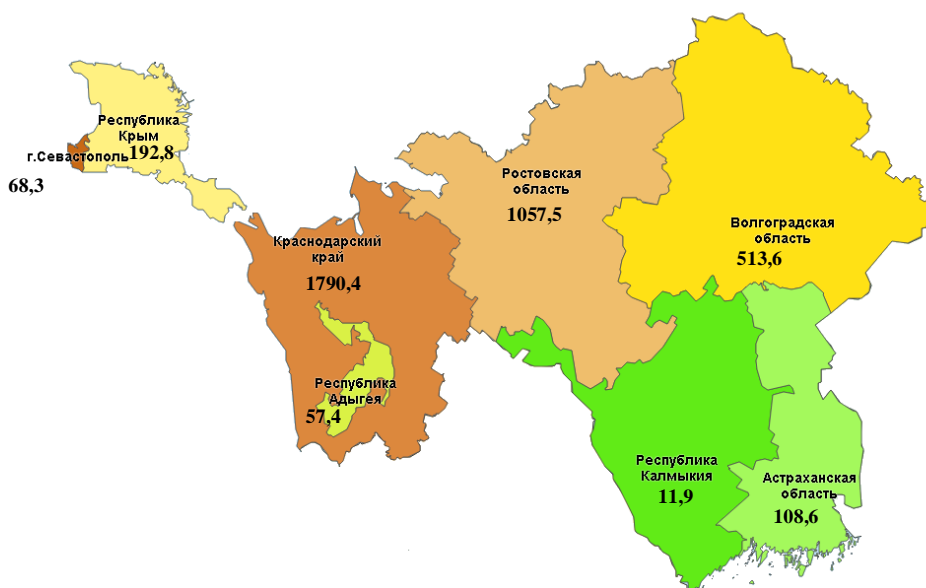 Республика
Крым
192,8
г.Севастополь
68,3
Ростовская
область
1057,5
Волгоградская
область
513,6
Краснодарский
край
1790,4
Республика
Адыгея
57,4
Республика
Калмыкия
11,9
Астраханская
область
108,6